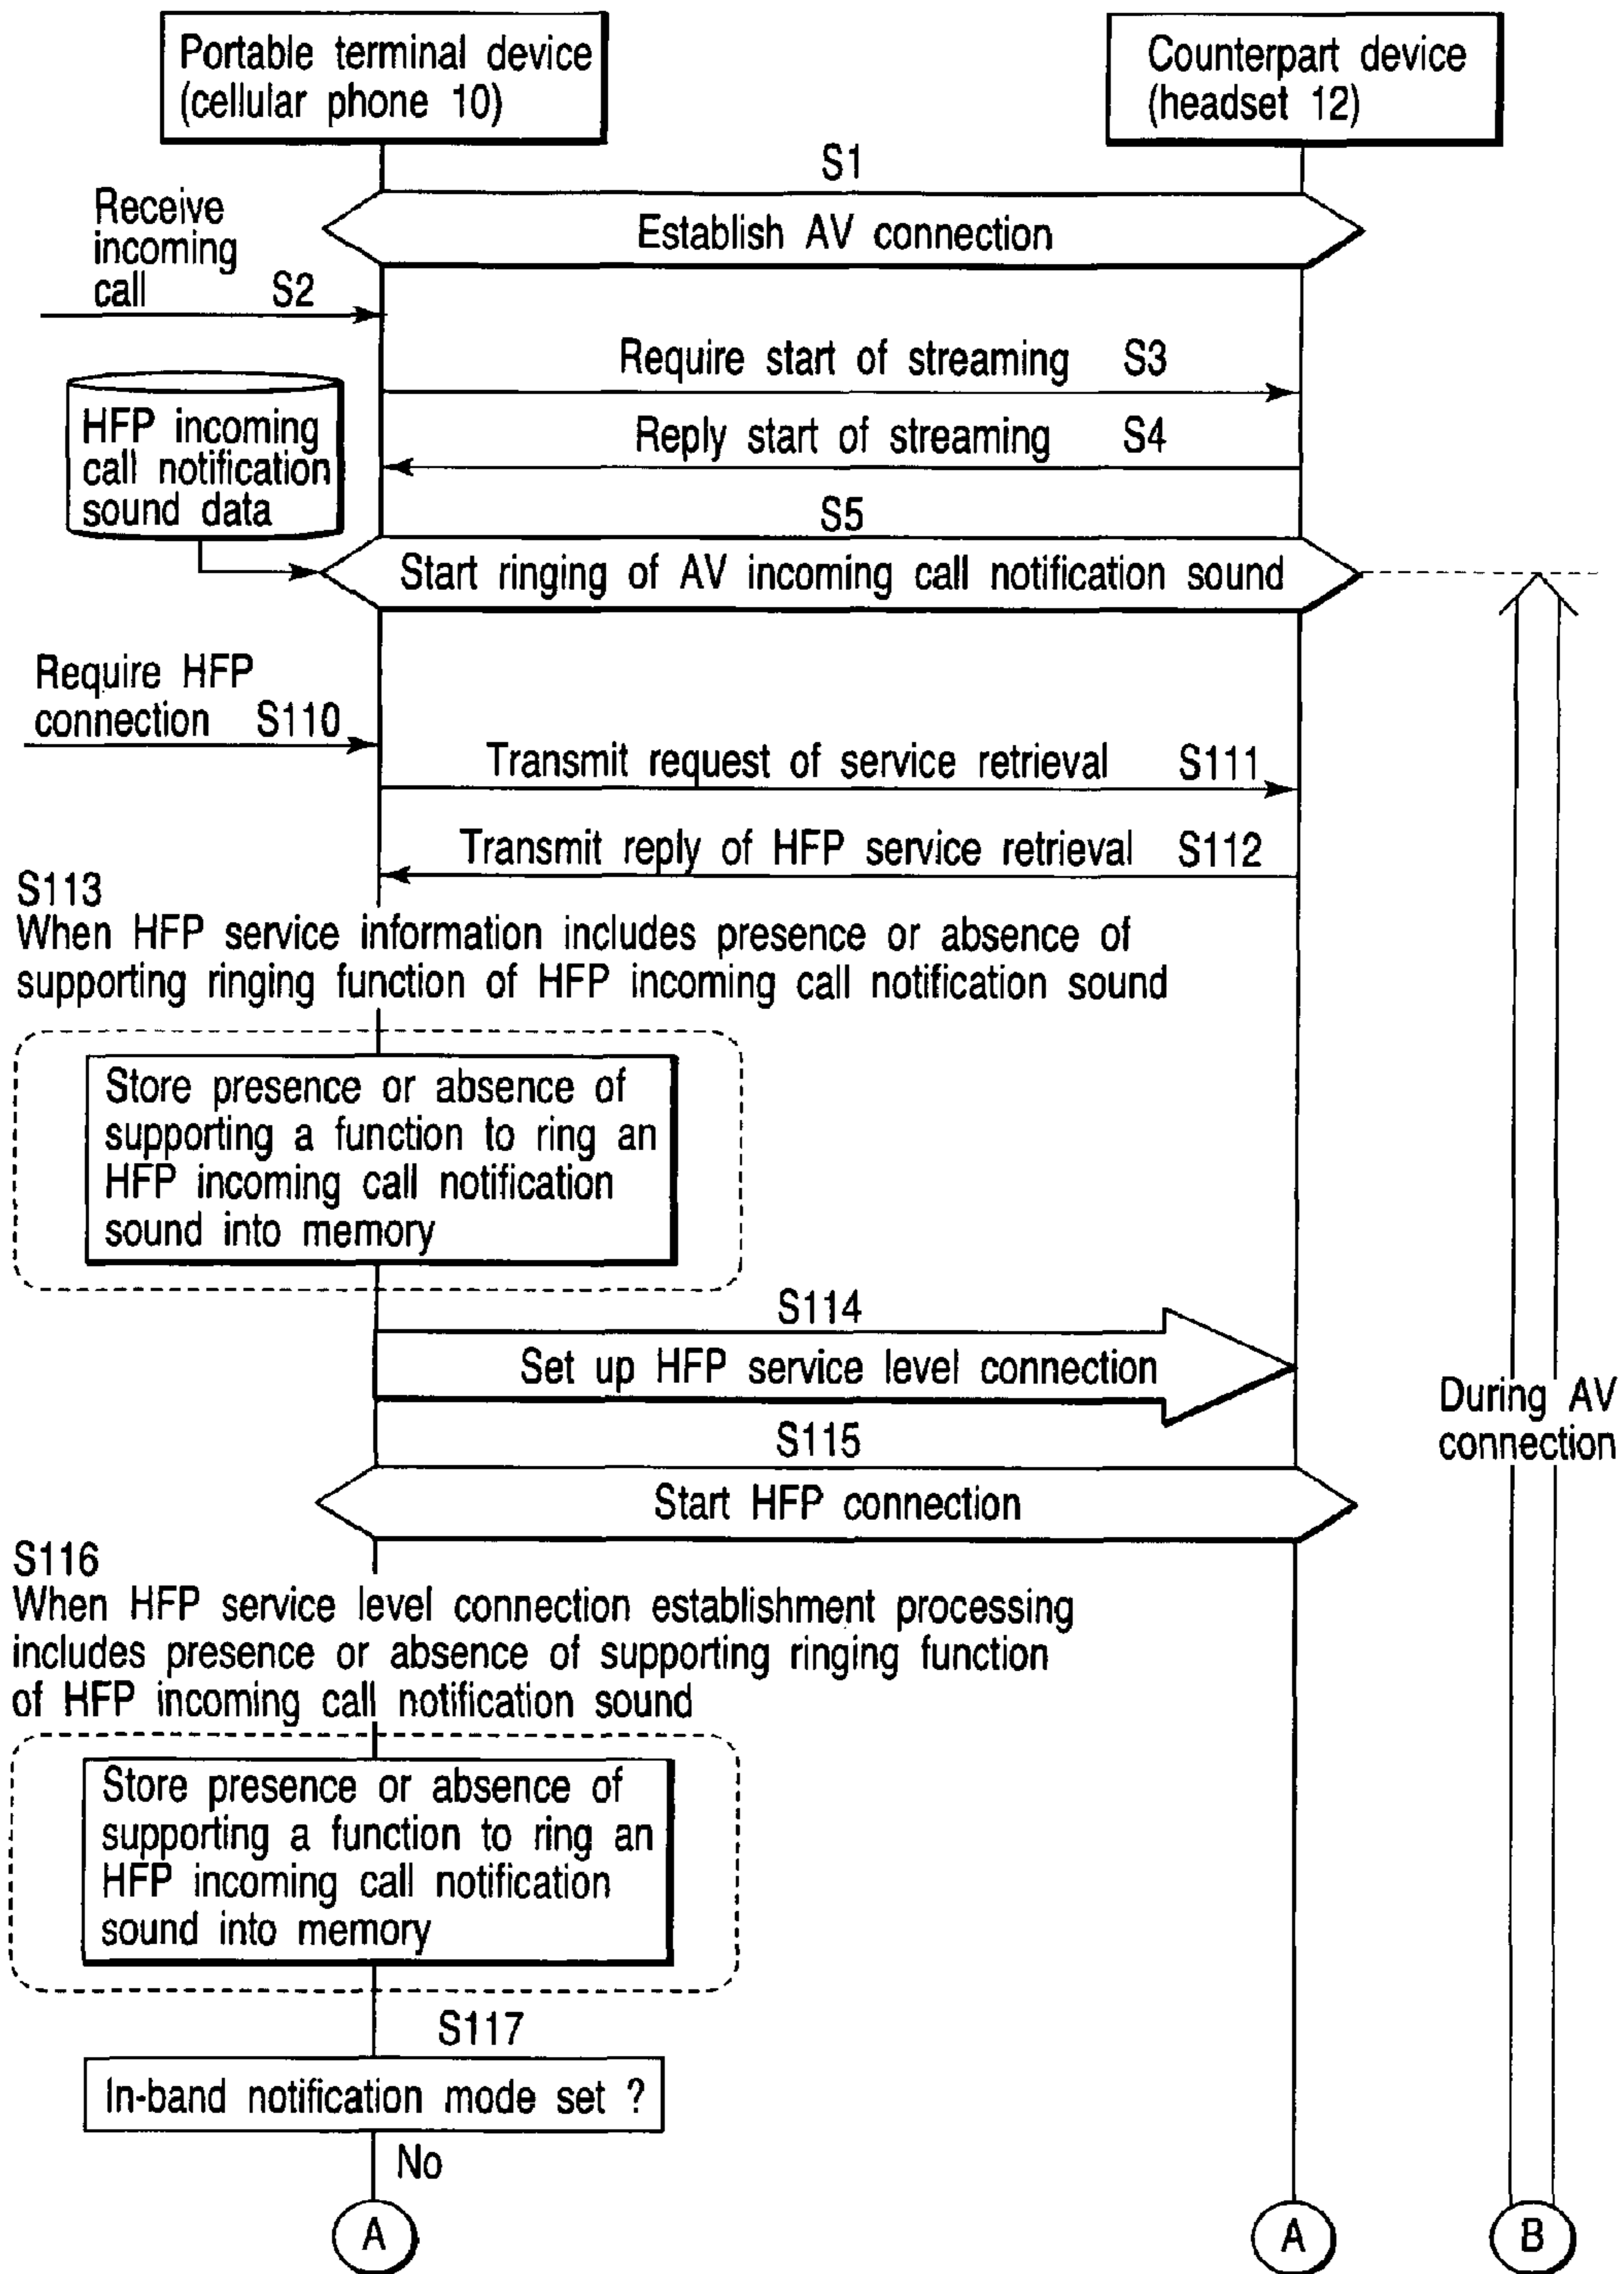 Portable terminal device
(cellular phone 10)
Counterpart device
(headset 12)
S1
Establish AV connection
Receive
incoming
call S2
Require start of streaming S3
Reply start of streaming S4
HFP incoming
call notification
sound data
S5
Start ringing of AV incoming call notification sound
Require HFP
connection S110
Transmit request of service retrieval S111
Transmit reply of HFP service retrieval S112
S113
When HFP service information includes presence or absence of
supporting ringing function of HFP incoming call notification sound
Store presence or absence of
supporting a function to ring an
HFP incoming call notification
sound into memory
S114
Set up HFP service level connection
During AV
connection
S115
Start HFP connection
S116
When HFP service level connection establishment processing
includes presence or absence of supporting ringing function
of HFP incoming call notification sound
Store presence or absence of
supporting a function to ring an
HFP incoming call notification
sound into memory
S117
In-band notification mode set ?
No
A
A
B